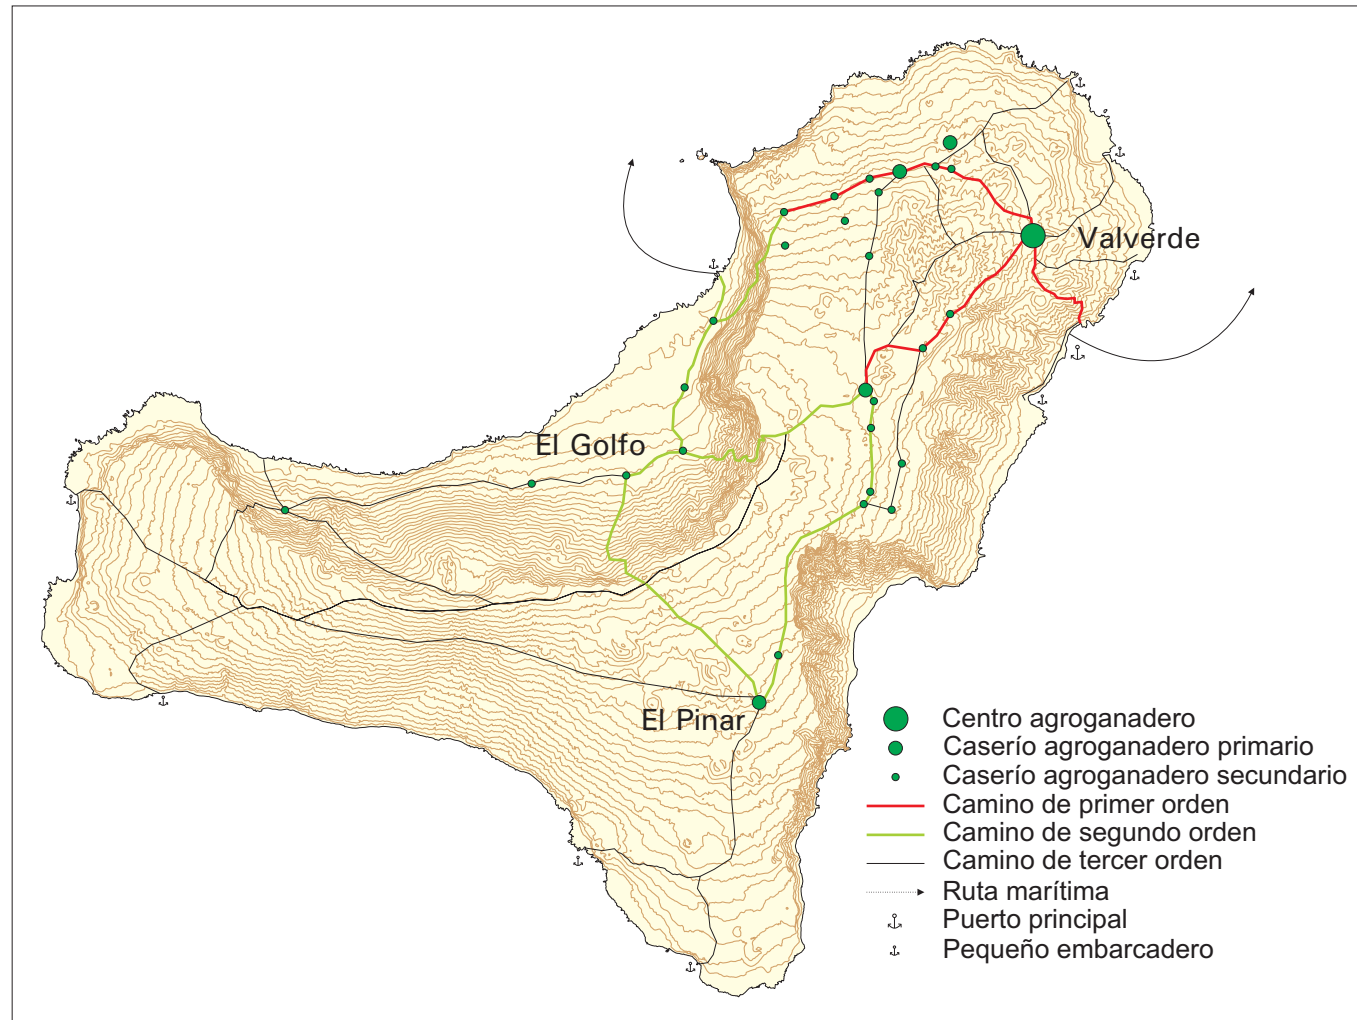 Valverde
El Golfo
El Pinar
Centro agroganadero
Caserío agroganadero primario
Caserío agroganadero secundario
Camino de primer orden
Camino de segundo orden
Camino de tercer orden
Ruta marítima
Puerto principal
Pequeño embarcadero